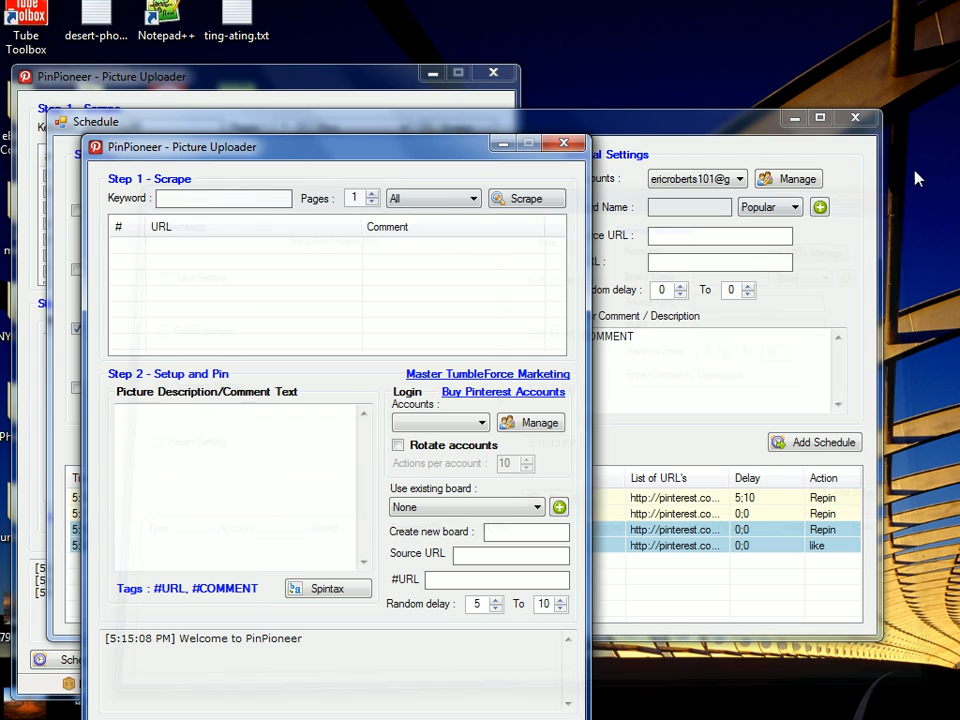 Tube
Toolbox
desert-pho...
Notepad++
ting-ating.txt
PinPioneer - Picture Uploader
Schedule
PinPioneer - Picture Uploader
Step 1 - Scrape
Keyword :
Pages :
1
All
Scrape
#
URL
Comment
Step 2 - Setup and Pin
Master TumbleForce Marketing
Picture Description/Comment Text
Login
Buy Pinterest Accounts
Accounts :
Manage
Rotate accounts
Actions per account :
10
Use existing board :
None
Create new board :
Source URL
#URL
Random delay :
5
To
10
Tags : #URL, #COMMENT
Spintax
[5:15:08 PM] Welcome to PinPioneer
al Settings
ounts :
ericroberts101@g
Manage
rd Name :
Popular
ce URL :
L :
dom delay :
0
To
0
r Comment / Description
OMMENT
Add Schedule
List of URL's
Delay
Action
http://pinterest.co...
5;10
Repin
http://pinterest.co...
0;0
Repin
http://pinterest.co...
0;0
Repin
http://pinterest.co...
0;0
like
Sche